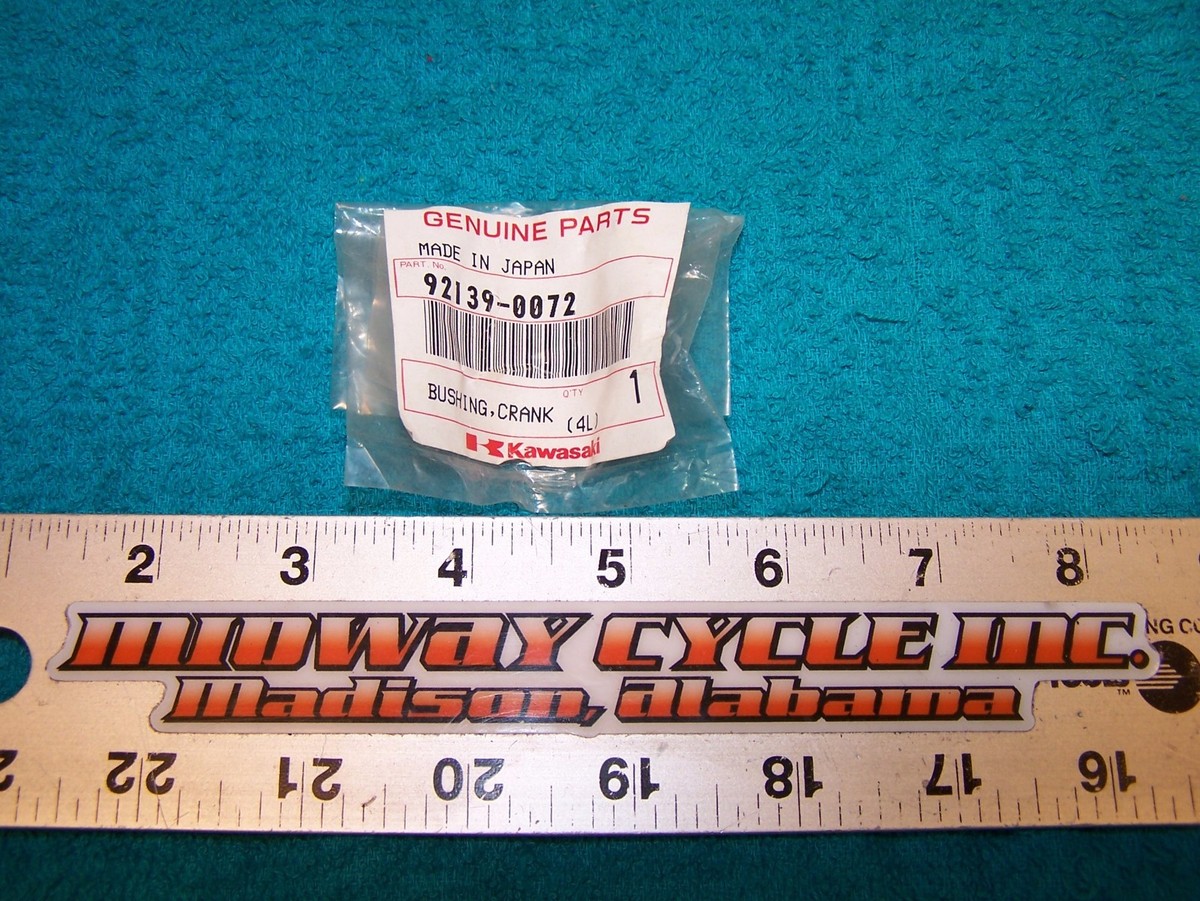 GENUINE PARTS
MADE IN JAPAN
PART. No.
92139-0072
Q'TY 1
BUSHING,CRANK (4L)
Kawasaki
2 3 4 5 6 7 8
MIDWAY CYCLE INC.
Madison, Alabama
TM
22 21 20 19 18 17 16